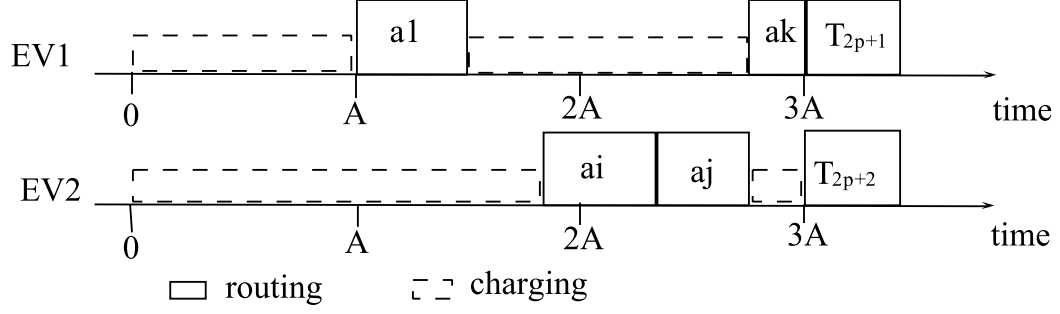 EV1 a1 ak T2p+1
0 A 2A 3A time
EV2 ai aj T2p+2
0 A 2A 3A time
routing charging